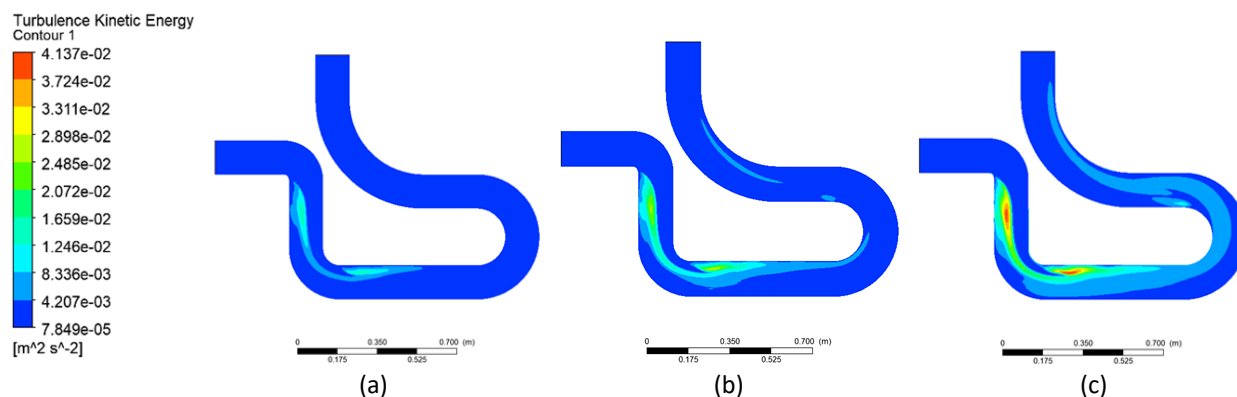 Turbulence Kinetic Energy
Contour 1
4.137e-02
3.724e-02
3.311e-02
2.898e-02
2.485e-02
2.072e-02
1.659e-02
1.246e-02
8.336e-03
4.207e-03
7.849e-05
[m^2 s^-2]
0 0.350 0.700 (m)
0.175 0.525
(a)
0 0.350 0.700 (m)
0.175 0.525
(b)
0 0.350 0.700 (m)
0.175 0.525
(c)